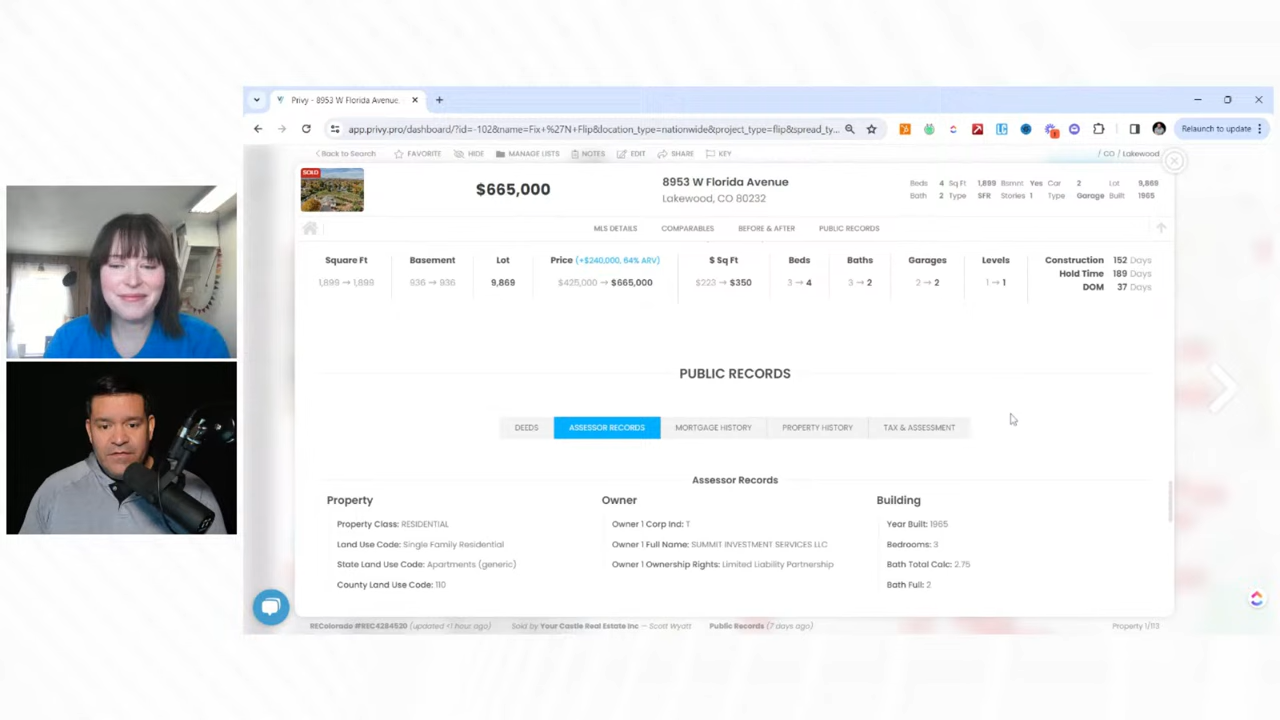 Privy - 8953 W Florida Avenue,
app.privy.pro/dashboard/?id=-102&name=Fix+%27N+Flip&location_type=nationwide&project_type=flip&spread_ty...
Relaunch to update
Back to Search FAVORITE HIDE MANAGE LISTS NOTES EDIT SHARE KEY / CO / Lakewood
SOLD
$665,000
8953 W Florida Avenue
Lakewood, CO 80232
Beds 4 Sq Ft 1,899 Bsmnt Yes Car 2 Lot 9,869
Bath 2 Type SFR Stories 1 Type Garage Built 1965
MLS DETAILS COMPARABLES BEFORE & AFTER PUBLIC RECORDS
Square Ft Basement Lot Price (+$240,000, 64% ARV) $ Sq Ft Beds Baths Garages Levels
1,899 → 1,899 936 → 936 9,869 $425,000 → $665,000 $223 → $350 3 → 4 3 → 2 2 → 2 1 → 1
Construction 152 Days
Hold Time 189 Days
DOM 37 Days
PUBLIC RECORDS
DEEDS ASSESSOR RECORDS MORTGAGE HISTORY PROPERTY HISTORY TAX & ASSESSMENT
Assessor Records
Property
Property Class: RESIDENTIAL
Land Use Code: Single Family Residential
State Land Use Code: Apartments (generic)
County Land Use Code: 110
Owner
Owner 1 Corp Ind: T
Owner 1 Full Name: SUMMIT INVESTMENT SERVICES LLC
Owner 1 Ownership Rights: Limited Liability Partnership
Building
Year Built: 1965
Bedrooms: 3
Bath Total Calc: 2.75
Bath Full: 2
REColorado #REC4284520 (updated <1 hour ago) Sold by Your Castle Real Estate Inc — Scott Wyatt Public Records (7 days ago) Property 1/113